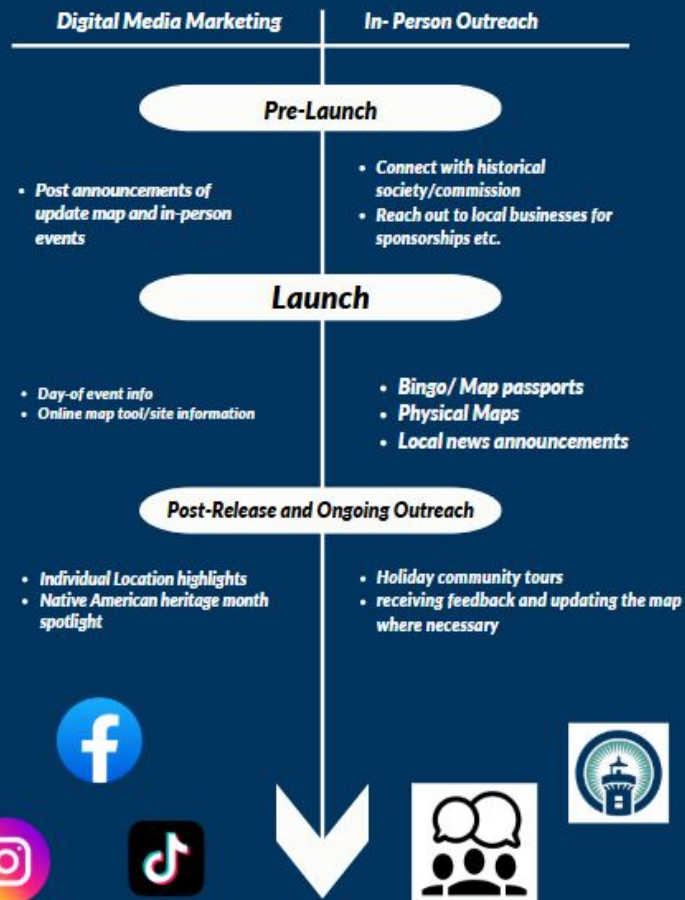 Digital Media Marketing
In- Person Outreach
Pre-Launch
• Post announcements of
update map and in-person
events
• Connect with historical
society/commission
• Reach out to local businesses for
sponsorships etc.
Launch
• Day-of event info
• Online map tool/site information
• Bingo/ Map passports
• Physical Maps
• Local news announcements
Post-Release and Ongoing Outreach
• Individual Location highlights
• Native American heritage month
spotlight
• Holiday community tours
• receiving feedback and updating the map
where necessary